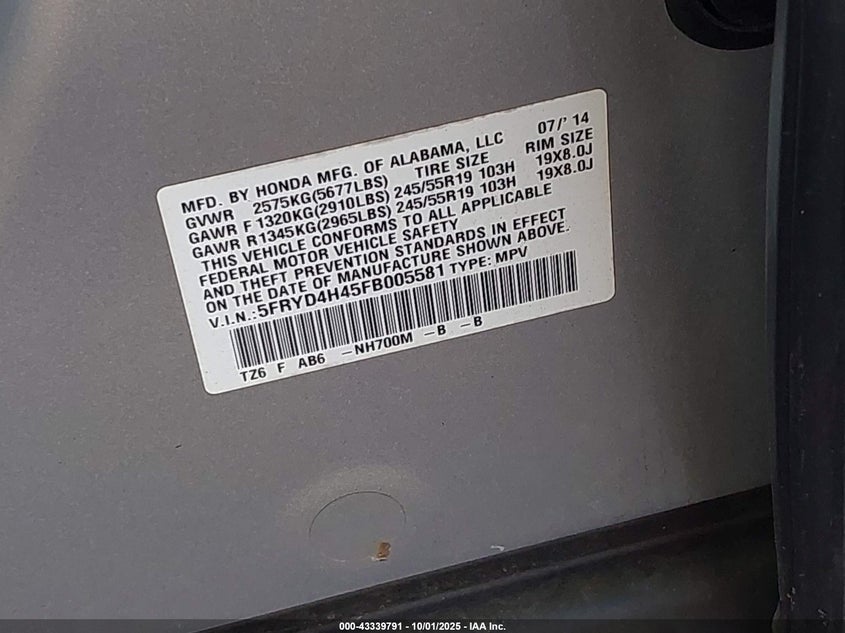 MFD. BY HONDA MFG. OF ALABAMA, LLC 07/'14
GVWR 2575KG(5677LBS) TIRE SIZE RIM SIZE
GAWR F 1320KG(2910LBS) 245/55R19 103H 19X8.0J
GAWR R1345KG(2965LBS) 245/55R19 103H 19X8.0J
THIS VEHICLE CONFORMS TO ALL APPLICABLE
FEDERAL MOTOR VEHICLE SAFETY
AND THEFT PREVENTION STANDARDS IN EFFECT
ON THE DATE OF MANUFACTURE SHOWN ABOVE.
V.I.N.:5FRYD4H45FB005581 TYPE: MPV
TZ6 F AB6 –NH700M –B –B
000-43339791 - 10/01/2025 - IAA Inc.